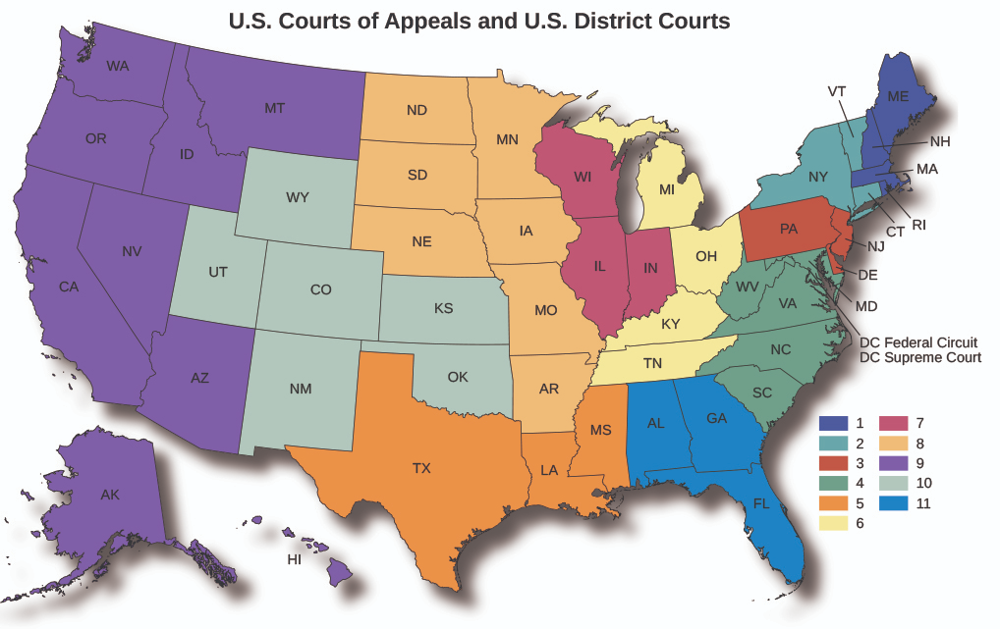 U.S. Courts of Appeals and U.S. District Courts
WA
OR
ID
MT
ND
SD
MN
WY
NE
IA
WI
MI
NV
UT
CO
CA
KS
MO
IL
IN
OH
KY
TN
AZ
NM
OK
AR
TX
LA
MS
AL
GA
FL
SC
NC
VA
WV
PA
NY
VT
ME
NH
MA
RI
CT
NJ
DE
MD
DC Federal Circuit
DC Supreme Court
AK
HI
1
2
3
4
5
6
7
8
9
10
11